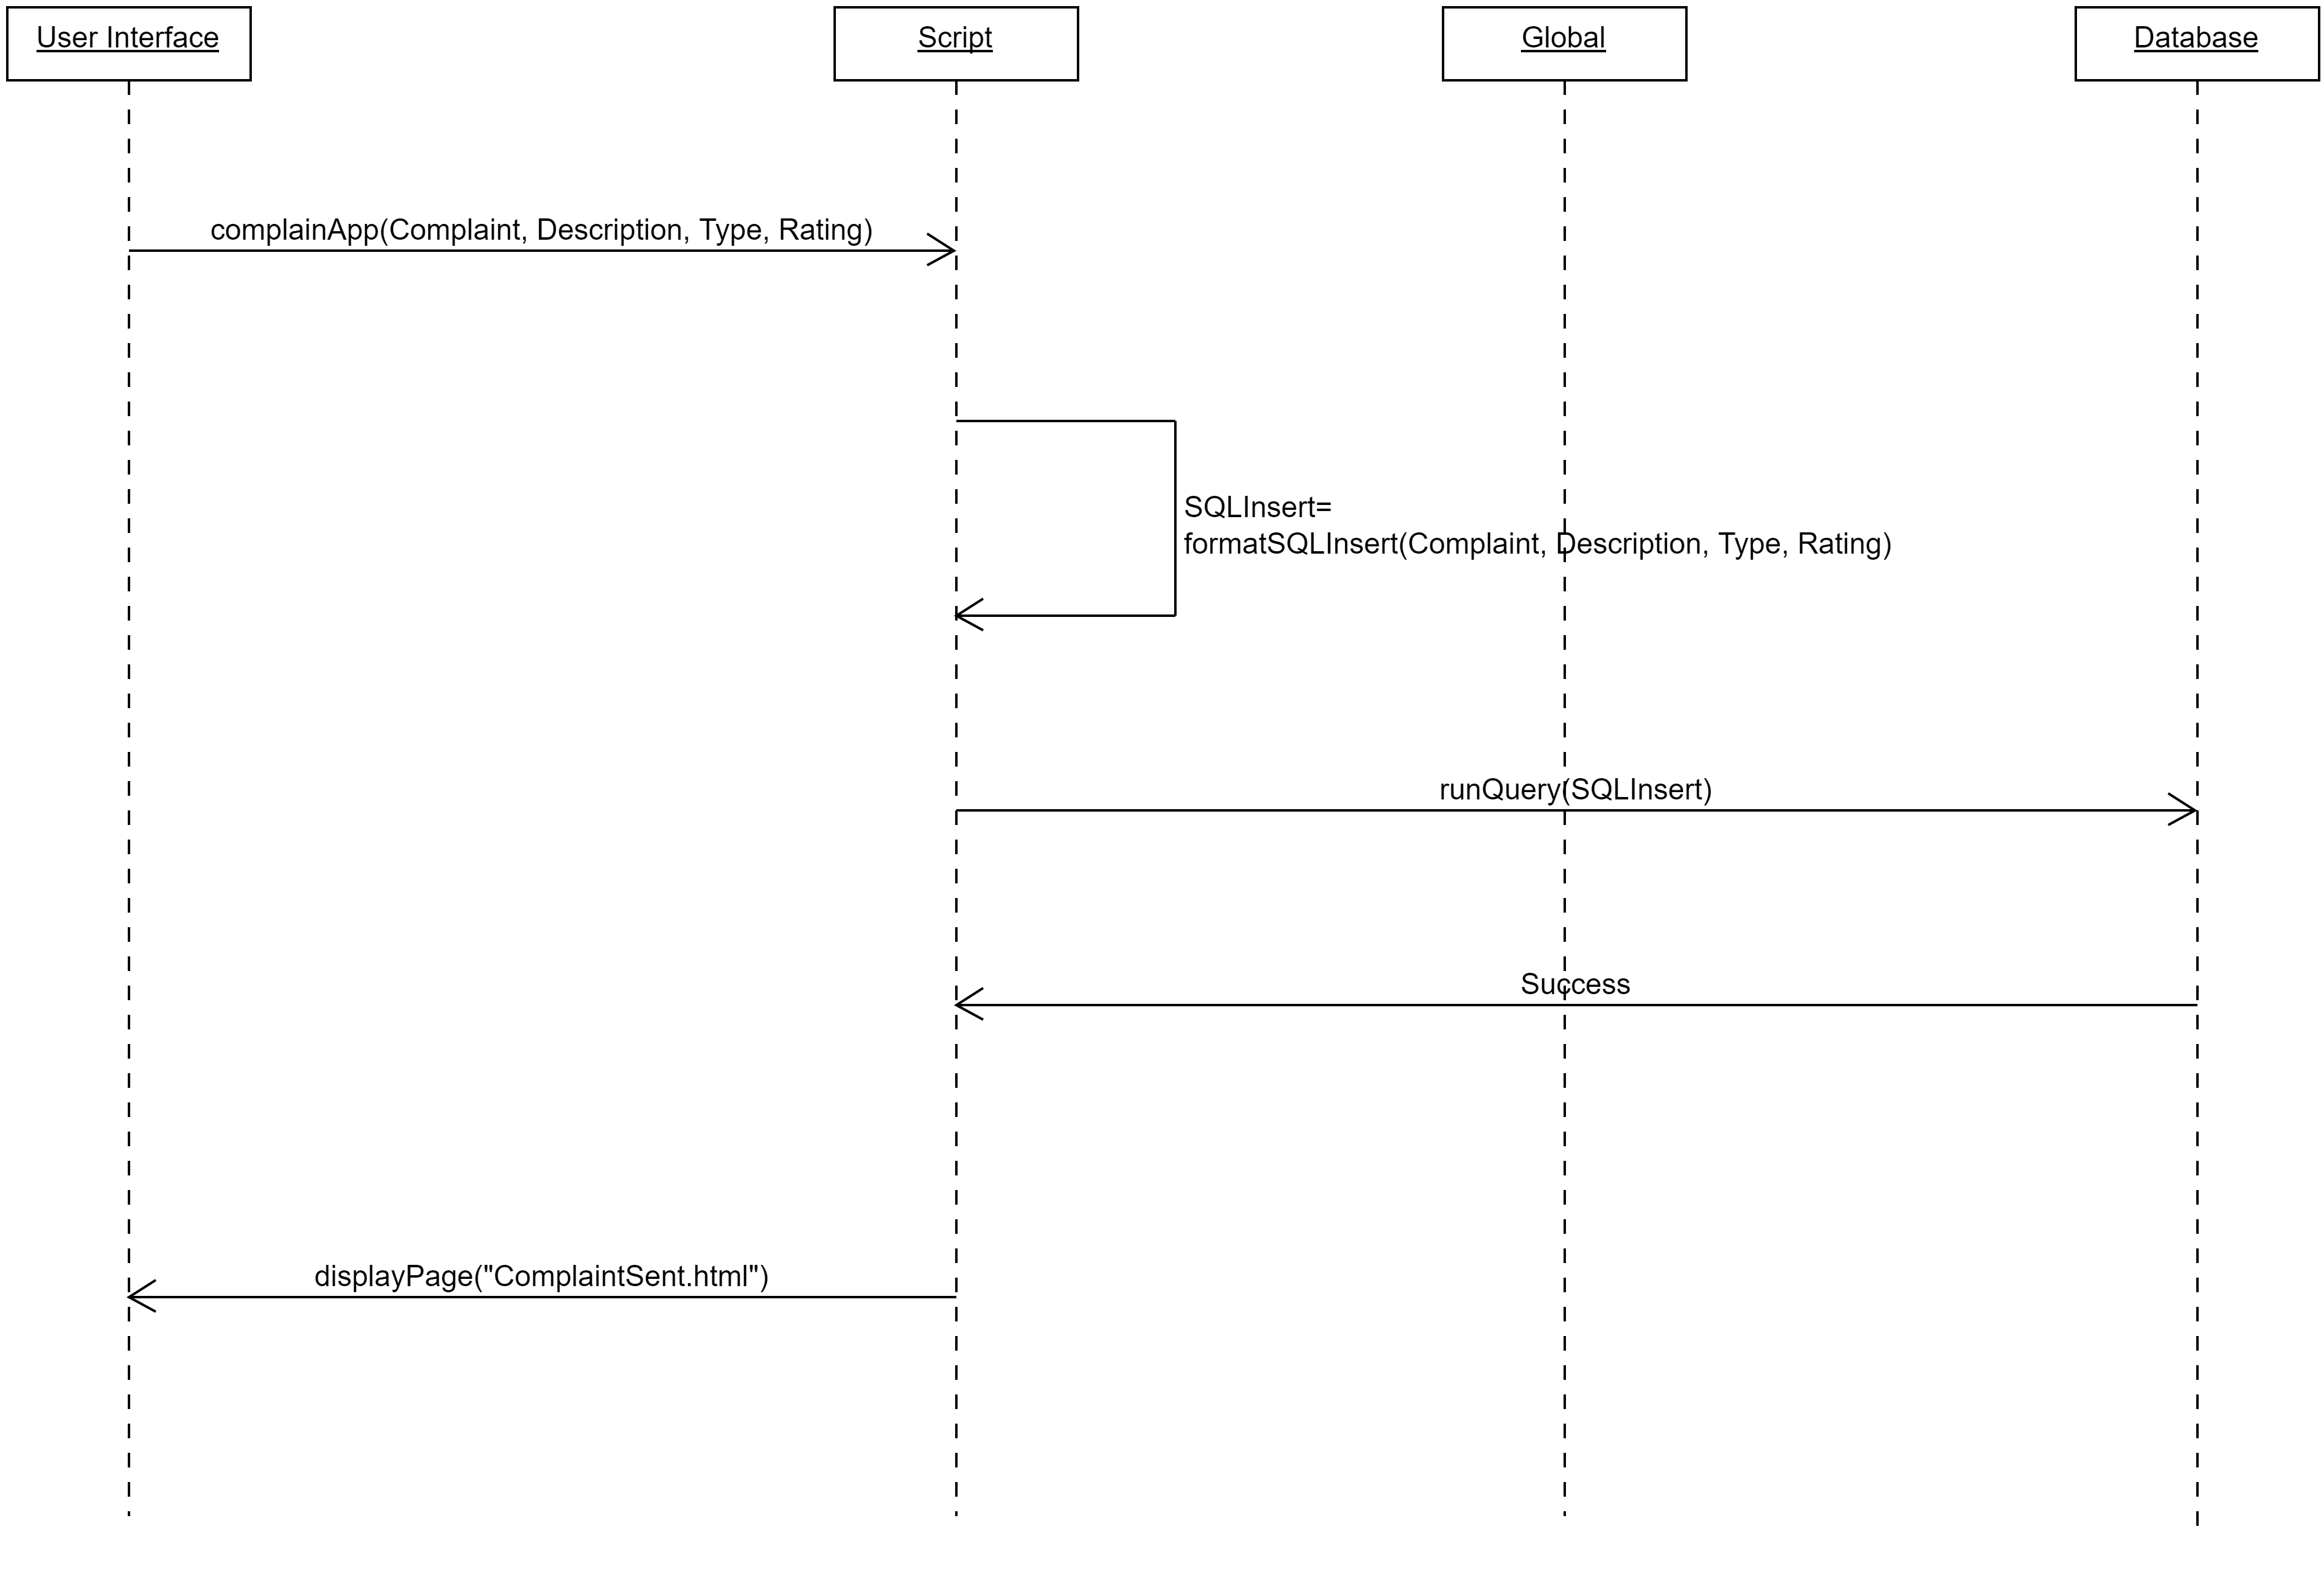 User Interface
Script
Global
Database
complainApp(Complaint, Description, Type, Rating)
SQLInsert=
formatSQLInsert(Complaint, Description, Type, Rating)
runQuery(SQLInsert)
Success
displayPage("ComplaintSent.html")